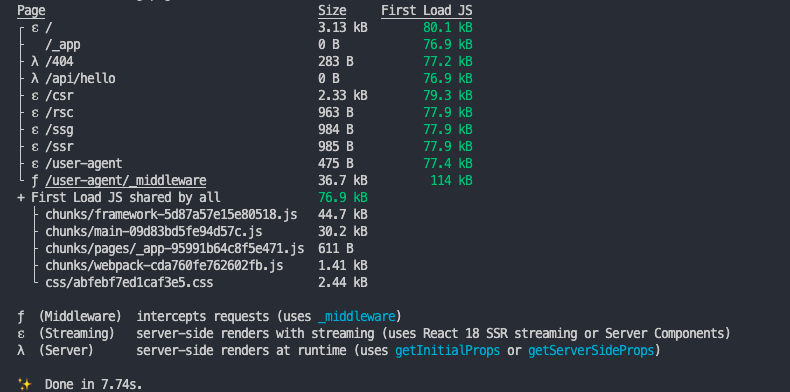 Page Size First Load JS
┌ ε / 3.13 kB 80.1 kB
├ /_app 0 B 76.9 kB
├ λ /404 283 B 77.2 kB
├ λ /api/hello 0 B 76.9 kB
├ ε /csr 2.33 kB 79.3 kB
├ ε /rsc 963 B 77.9 kB
├ ε /ssg 984 B 77.9 kB
├ ε /ssr 985 B 77.9 kB
├ ε /user-agent 475 B 77.4 kB
└ ƒ /user-agent/_middleware 36.7 kB 114 kB
+ First Load JS shared by all 76.9 kB
├ chunks/framework-5d87a57e15e80518.js 44.7 kB
├ chunks/main-09d83bd5fe94d57c.js 30.2 kB
├ chunks/pages/_app-95991b64c8f5e471.js 611 B
├ chunks/webpack-cda760fe762602fb.js 1.41 kB
└ css/abfebf7ed1caf3e5.css 2.44 kB
ƒ (Middleware) intercepts requests (uses _middleware)
ε (Streaming) server-side renders with streaming (uses React 18 SSR streaming or Server Components)
λ (Server) server-side renders at runtime (uses getInitialProps or getServerSideProps)
✨ Done in 7.74s.